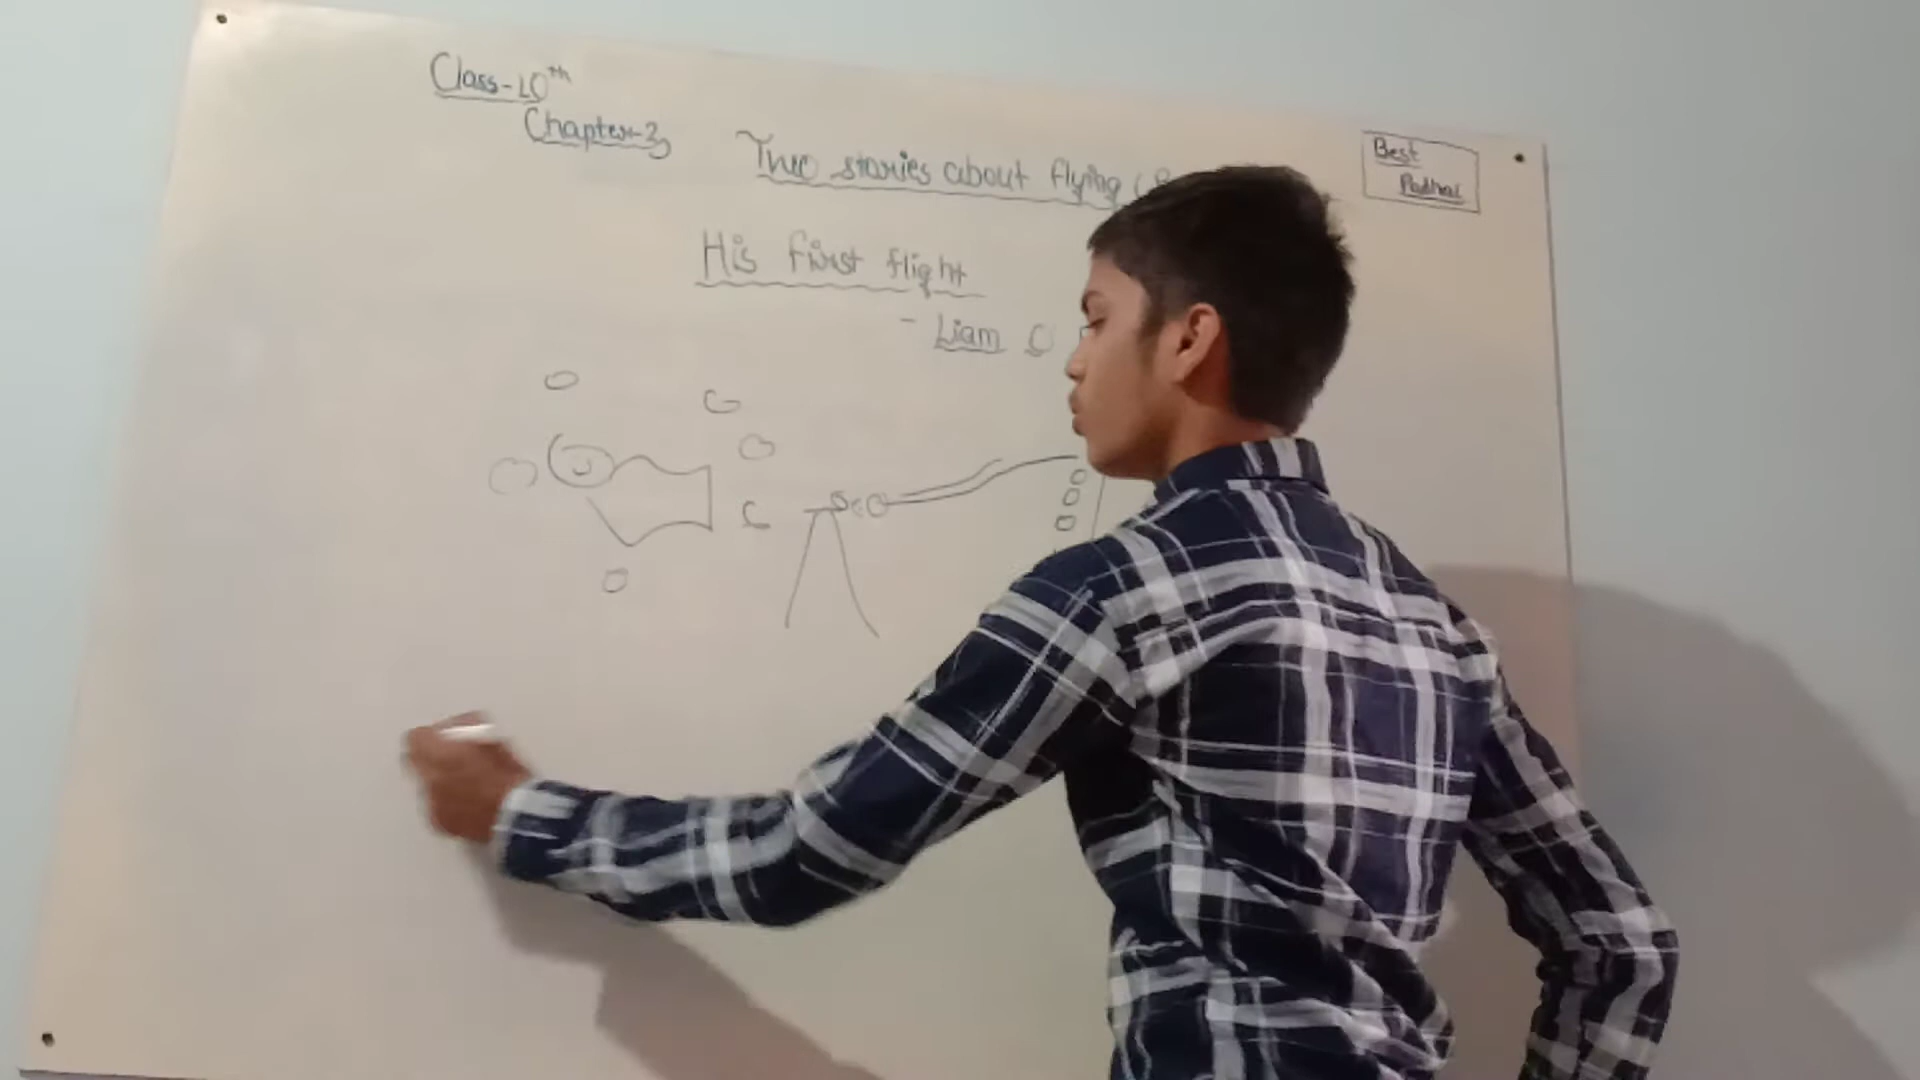 Class-10th
Chapter-3
Two stories about flying (
Best
Padhai
His first flight
- Liam O